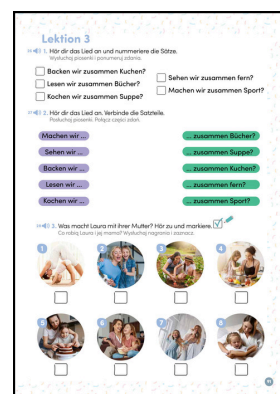 Lektion 3
1. Hör dir das Lied an und nummeriere die Sätze.
Wysłuchaj piosenki i ponumeruj zdania.
Backen wir zusammen Kuchen?
Lesen wir zusammen Bücher?
Kochen wir zusammen Suppe?
Sehen wir zusammen fern?
Machen wir zusammen Sport?
2. Hör dir das Lied an. Verbinde die Satzteile.
Posłuchaj piosenki. Połącz części zdań.
Machen wir ... ... zusammen Bücher?
Sehen wir ... ... zusammen Suppe?
Backen wir ... ... zusammen Kuchen?
Lesen wir ... ... zusammen fern?
Kochen wir ... ... zusammen Sport?
3. Was macht Laura mit ihrer Mutter? Hör zu und markiere.
Co robią Laura i jej mama? Wysłuchaj nagrania i zaznacz.
1 2 3 4
5 6 7 8